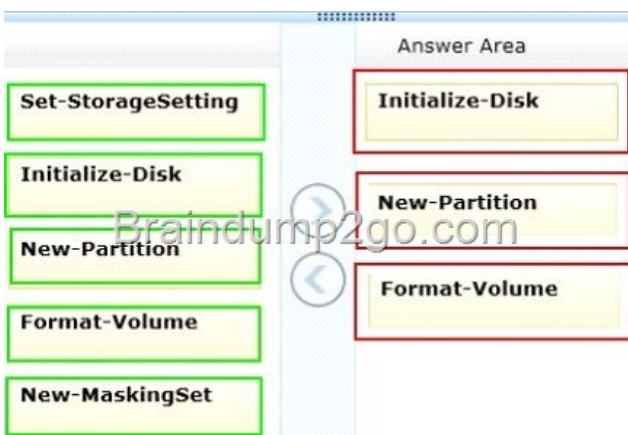 Answer Area
Set-StorageSetting
Initialize-Disk
New-Partition
Format-Volume
New-MaskingSet
Initialize-Disk
New-Partition
Format-Volume
Braindump2go.com